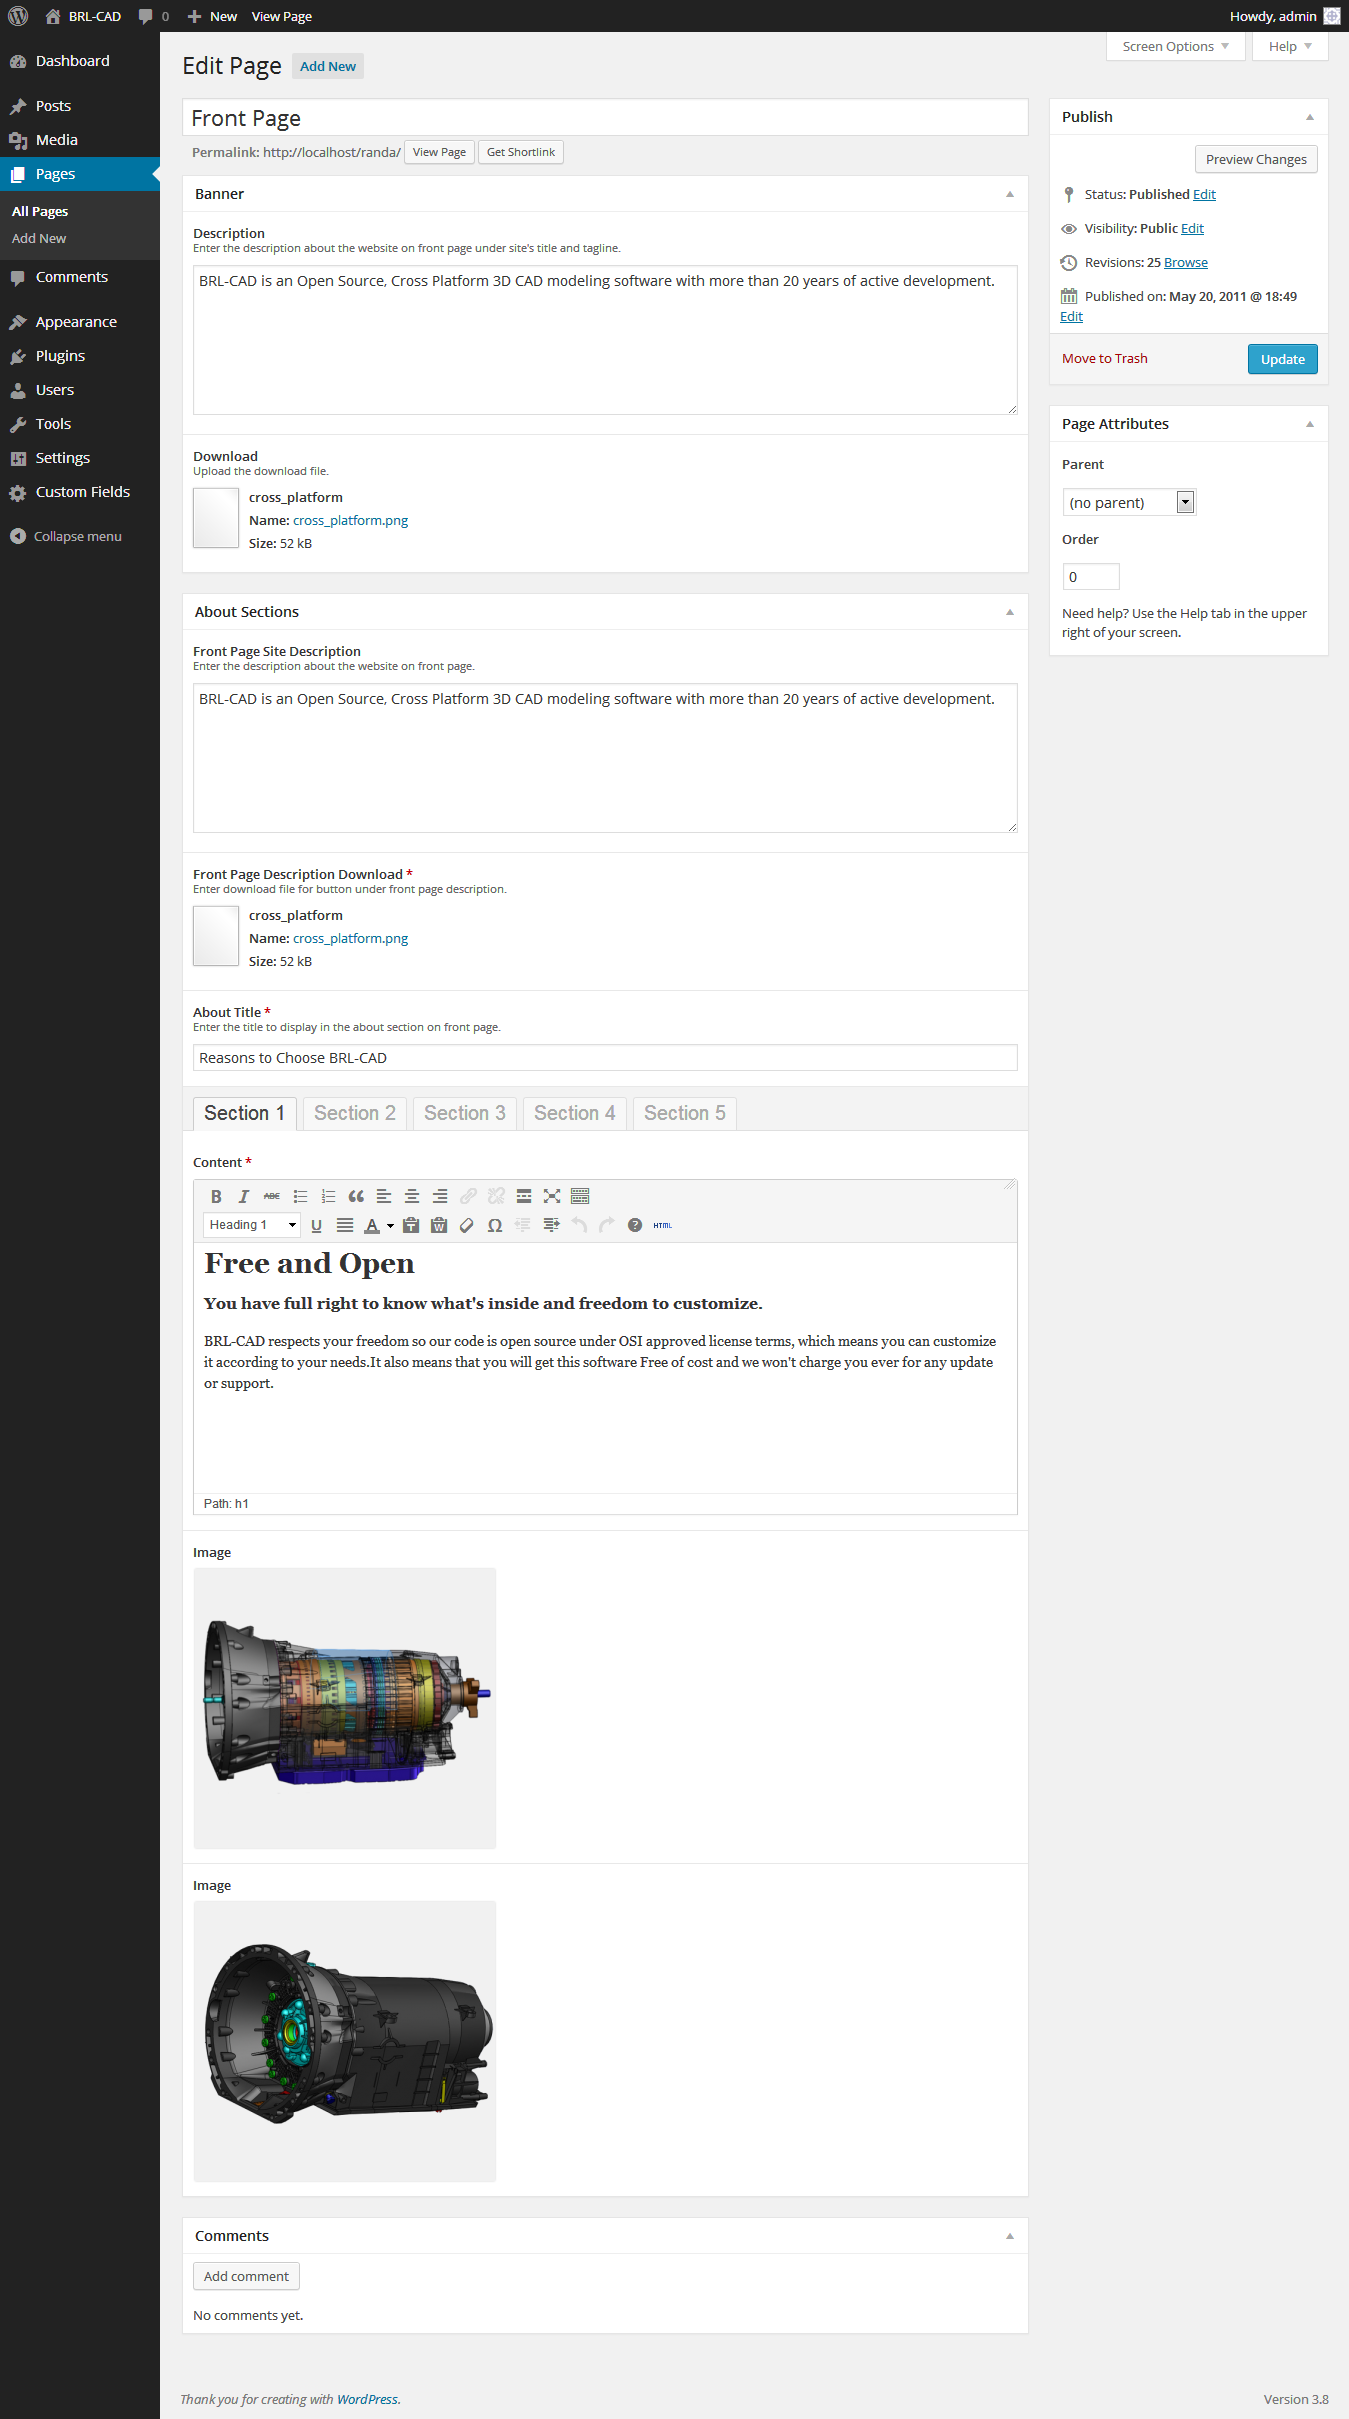 BRL-CAD 0 New View Page Howdy, admin
Dashboard
Posts
Media
Pages
All Pages
Add New
Comments
Appearance
Plugins
Users
Tools
Settings
Custom Fields
Collapse menu
Screen Options Help
Edit Page Add New
Front Page
Permalink: http://localhost/randa/ View Page Get Shortlink
Banner
Description
Enter the description about the website on front page under site's title and tagline.
BRL-CAD is an Open Source, Cross Platform 3D CAD modeling software with more than 20 years of active development.
Download
Upload the download file.
cross_platform
Name: cross_platform.png
Size: 52 kB
About Sections
Front Page Site Description
Enter the description about the website on front page.
BRL-CAD is an Open Source, Cross Platform 3D CAD modeling software with more than 20 years of active development.
Front Page Description Download *
Enter download file for button under front page description.
cross_platform
Name: cross_platform.png
Size: 52 kB
About Title *
Enter the title to display in the about section on front page.
Reasons to Choose BRL-CAD
Section 1 Section 2 Section 3 Section 4 Section 5
Content *
B I ABC
Heading 1 U A T W Ω ? HTML
Free and Open
You have full right to know what's inside and freedom to customize.
BRL-CAD respects your freedom so our code is open source under OSI approved license terms, which means you can customize
it according to your needs.It also means that you will get this software Free of cost and we won't charge you ever for any update
or support.
Path: h1
Image
Image
Comments
Add comment
No comments yet.
Publish
Preview Changes
Status: Published Edit
Visibility: Public Edit
Revisions: 25 Browse
Published on: May 20, 2011 @ 18:49
Edit
Move to Trash Update
Page Attributes
Parent
(no parent)
Order
0
Need help? Use the Help tab in the upper
right of your screen.
Thank you for creating with WordPress. Version 3.8